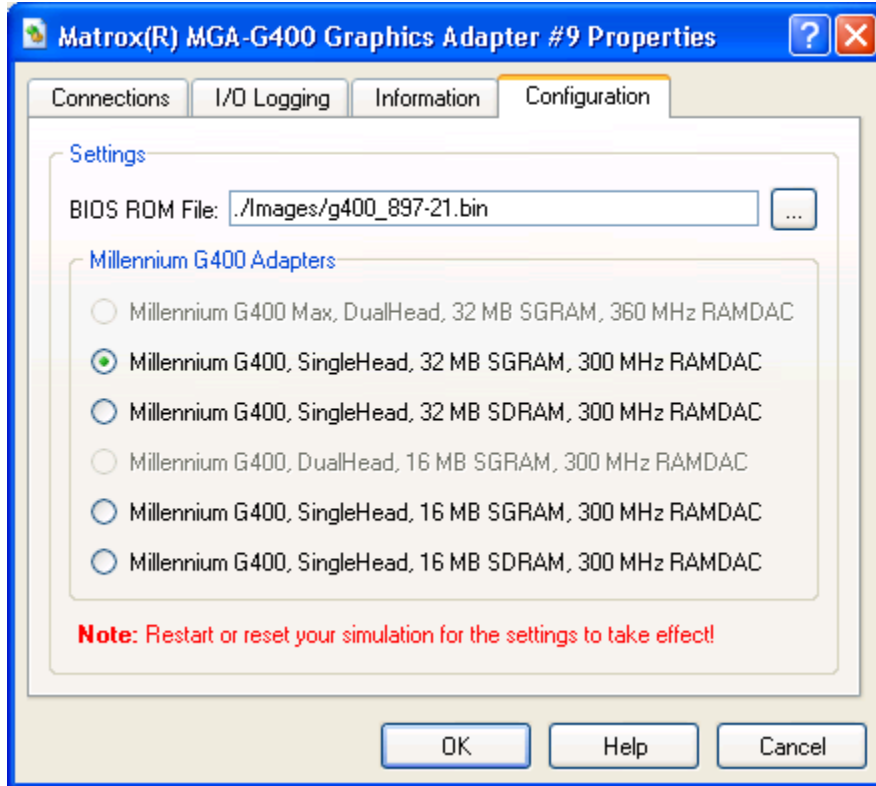 Matrox(R) MGA-G400 Graphics Adapter #9 Properties
Connections I/O Logging Information Configuration
Settings
BIOS ROM File: ./Images/g400_897-21.bin ...
Millennium G400 Adapters
Millennium G400 Max, DualHead, 32 MB SGRAM, 360 MHz RAMDAC
Millennium G400, SingleHead, 32 MB SGRAM, 300 MHz RAMDAC
Millennium G400, SingleHead, 32 MB SDRAM, 300 MHz RAMDAC
Millennium G400, DualHead, 16 MB SGRAM, 300 MHz RAMDAC
Millennium G400, SingleHead, 16 MB SGRAM, 300 MHz RAMDAC
Millennium G400, SingleHead, 16 MB SDRAM, 300 MHz RAMDAC
Note: Restart or reset your simulation for the settings to take effect!
OK Help Cancel